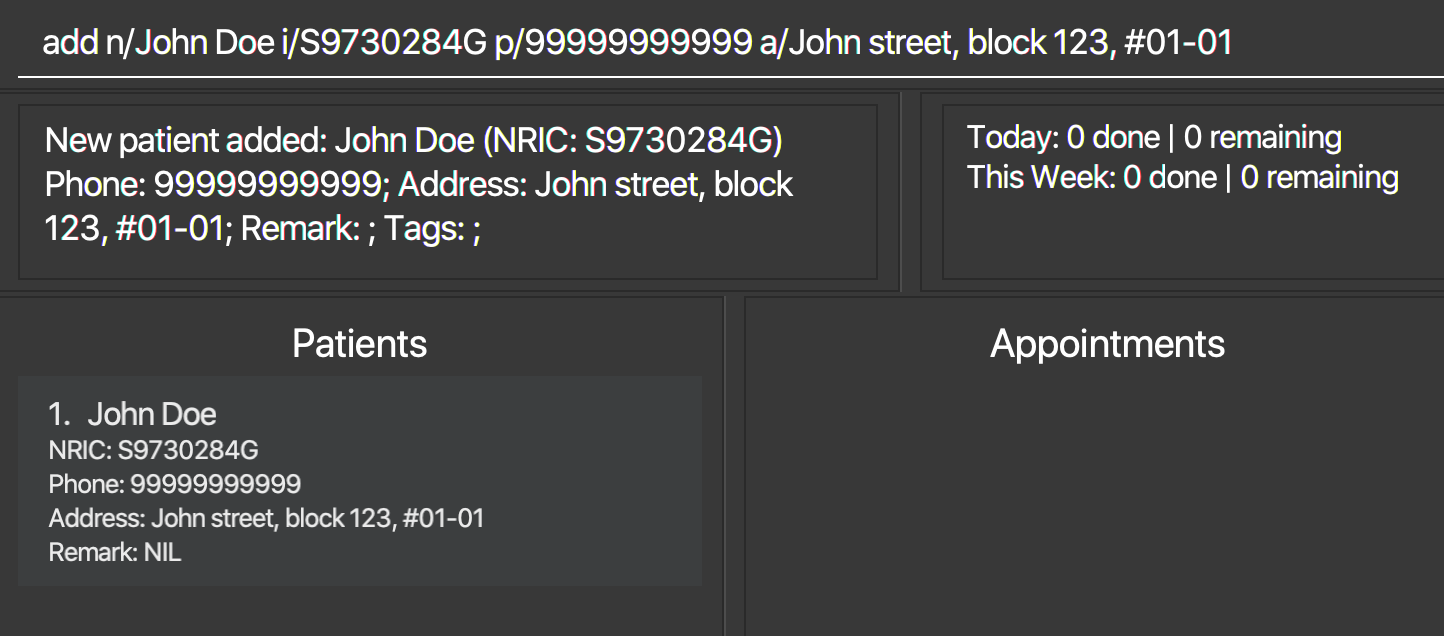 add n/John Doe i/S9730284G p/99999999999 a/John street, block 123, #01-01
New patient added: John Doe (NRIC: S9730284G)
Phone: 99999999999; Address: John street, block
123, #01-01; Remark: ; Tags: ;
Today: 0 done | 0 remaining
This Week: 0 done | 0 remaining
Patients
1. John Doe
NRIC: S9730284G
Phone: 99999999999
Address: John street, block 123, #01-01
Remark: NIL
Appointments